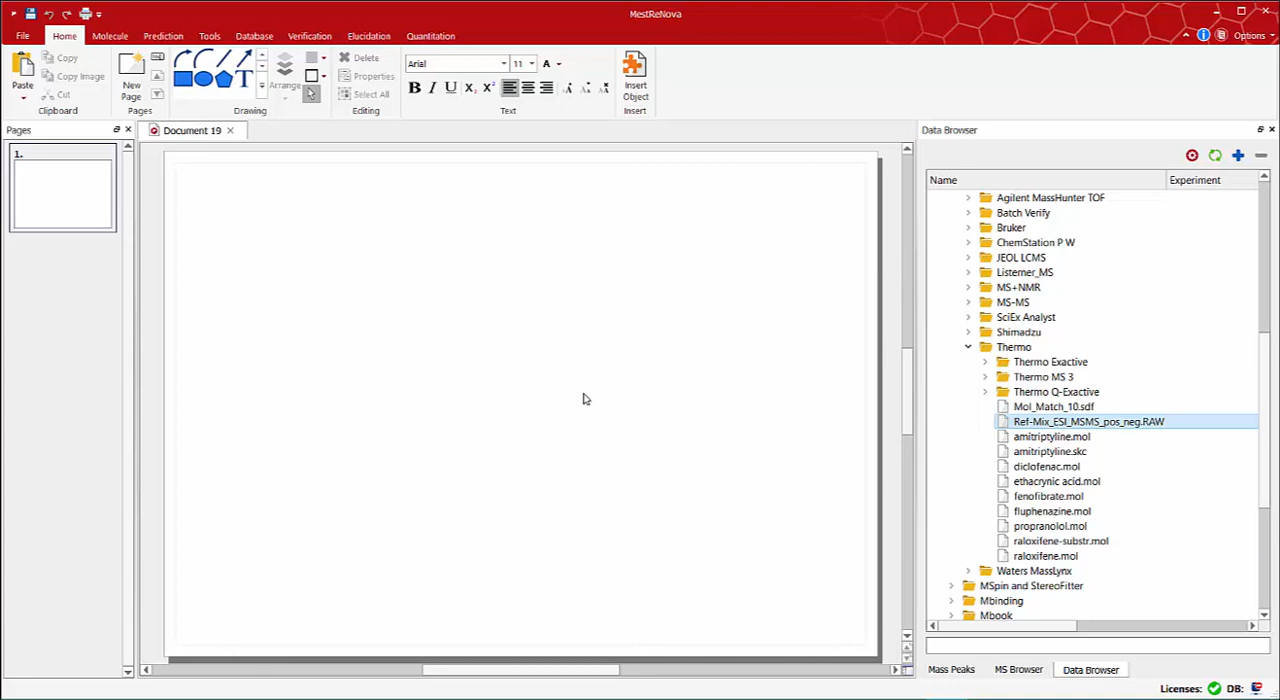 MestReNova
File Home Molecule Prediction Tools Database Verification Elucidation Quantitation Options
Paste Copy Copy Image Cut Clipboard
New Page Pages
T Arrange Drawing
Delete Properties Select All Editing
Arial 11 A
B I U X₂ X² Text
Insert Object Insert
Pages
1.
Document 19
Data Browser
Name Experiment
Agilent MassHunter TOF
Batch Verify
Bruker
ChemStation P W
JEOL LCMS
Listerner_MS
MS+NMR
MS-MS
SciEx Analyst
Shimadzu
Thermo
Thermo Exactive
Thermo MS 3
Thermo Q-Exactive
Mol_Match_10.sdf
Ref-Mix_ESI_MSMS_pos_neg.RAW
amitriptyline.mol
amitriptyline.skc
diclofenac.mol
ethacrynic acid.mol
fenofibrate.mol
fluphenazine.mol
propranolol.mol
raloxifene-substr.mol
raloxifene.mol
Waters MassLynx
MSpin and StereoFitter
Mbinding
Mbook
Mass Peaks MS Browser Data Browser
Licenses: DB: